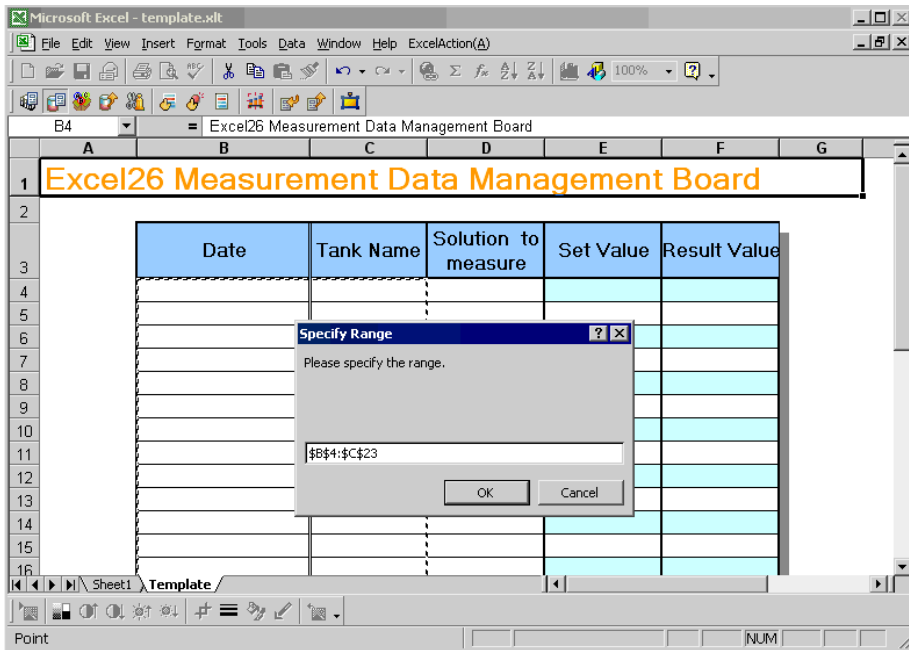 Microsoft Excel - template.xlt
File Edit View Insert Format Tools Data Window Help ExcelAction(A)
100%
B4 = Excel26 Measurement Data Management Board
A B C D E F G
1 Excel26 Measurement Data Management Board
2
3 Date Tank Name Solution to measure Set Value Result Value
4
5
6
7
8
9
10
11
12
13
14
15
16
Specify Range
Please specify the range.
$B$4:$C$23
OK Cancel
Sheet1 Template
Point NUM